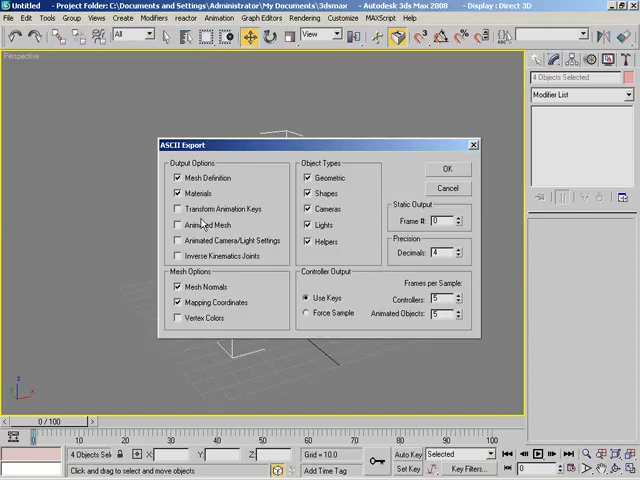 Untitled - Project Folder: C:\Documents and Settings\Administrator\My Documents\3dsmax - Autodesk 3ds Max 2008 - Display : Direct 3D
File Edit Tools Group Views Create Modifiers reactor Animation Graph Editors Rendering Customize MAXScript Help
All View
Perspective
4 Objects Selected
Modifier List
ASCII Export
Output Options
Mesh Definition
Materials
Transform Animation Keys
Animated Mesh
Animated Camera/Light Settings
Inverse Kinematics Joints
Mesh Options
Mesh Normals
Mapping Coordinates
Vertex Colors
Object Types
Geometric
Shapes
Cameras
Lights
Helpers
OK
Cancel
Static Output
Frame #: 0
Precision
Decimals: 4
Controller Output
Use Keys
Force Sample
Frames per Sample:
Controllers: 5
Animated Objects: 5
z
x
0 / 100
0 10 20 30 40 50 60 70 80 90 100
4 Objects Sel X: Y: Z: Grid = 10.0 Auto Key Selected
Click and drag to select and move objects Add Time Tag Set Key Key Filters... 0